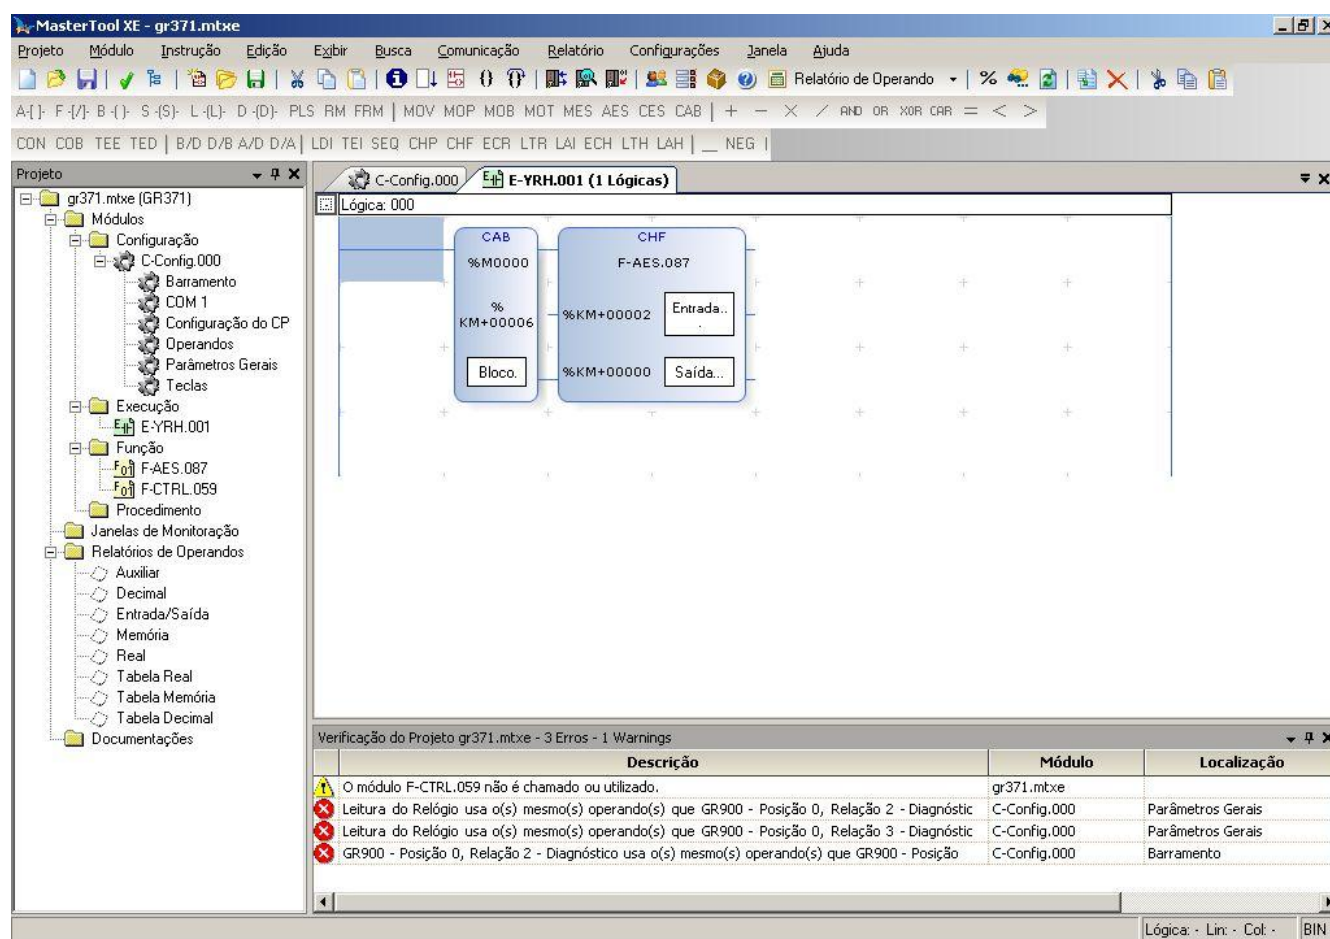 MasterTool XE - gr371.mtxe
Projeto Módulo Instrução Edição Exibir Busca Comunicação Relatório Configurações Janela Ajuda
Relatório de Operando
A-[ ]- F-[/]- B-( )- S-(S)- L-(L)- D-(D)- PLS RM FRM MOV MOP MOB MOT MES AES CES CAB + − × / AND OR XOR CAR = < >
CON COB TEE TED B/D D/B A/D D/A LDI TEI SEQ CHP CHF ECR LTR LAI ECH LTH LAH __ NEG
Projeto
gr371.mtxe (GR371)
Módulos
Configuração
C-Config.000
Barramento
COM 1
Configuração do CP
Operandos
Parâmetros Gerais
Teclas
Execução
E-YRH.001
Função
F-AES.087
F-CTRL.059
Procedimento
Janelas de Monitoração
Relatórios de Operandos
Auxiliar
Decimal
Entrada/Saída
Memória
Real
Tabela Real
Tabela Memória
Tabela Decimal
Documentações
C-Config.000 E-YRH.001 (1 Lógicas)
Lógica: 000
CAB CHF
%M0000 F-AES.087
%
KM+00006
%KM+00002 Entrada..
.
Bloco. %KM+00000 Saída...
Verificação do Projeto gr371.mtxe - 3 Erros - 1 Warnings
Descrição Módulo Localização
O módulo F-CTRL.059 não é chamado ou utilizado. gr371.mtxe
Leitura do Relógio usa o(s) mesmo(s) operando(s) que GR900 - Posição 0, Relação 2 - Diagnóstic C-Config.000 Parâmetros Gerais
Leitura do Relógio usa o(s) mesmo(s) operando(s) que GR900 - Posição 0, Relação 3 - Diagnóstic C-Config.000 Parâmetros Gerais
GR900 - Posição 0, Relação 2 - Diagnóstico usa o(s) mesmo(s) operando(s) que GR900 - Posição C-Config.000 Barramento
Lógica: - Lin: - Col: - BIN